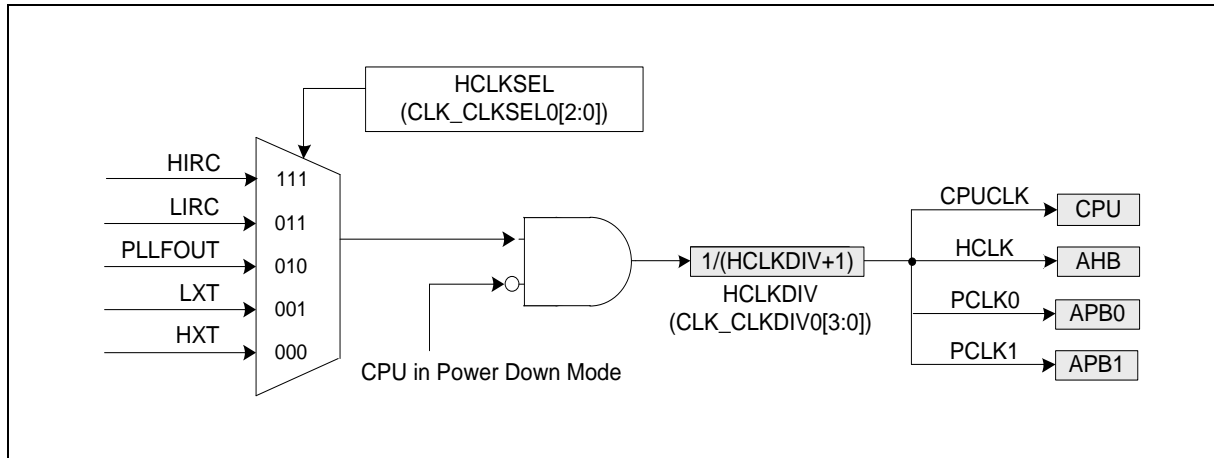 HCLKSEL
(CLK_CLKSEL0[2:0])
HIRC
111
LIRC
011
PLLFOUT
010
LXT
001
HXT
000
CPU in Power Down Mode
1/(HCLKDIV+1)
HCLKDIV
(CLK_CLKDIV0[3:0])
CPUCLK
CPU
HCLK
AHB
PCLK0
APB0
PCLK1
APB1